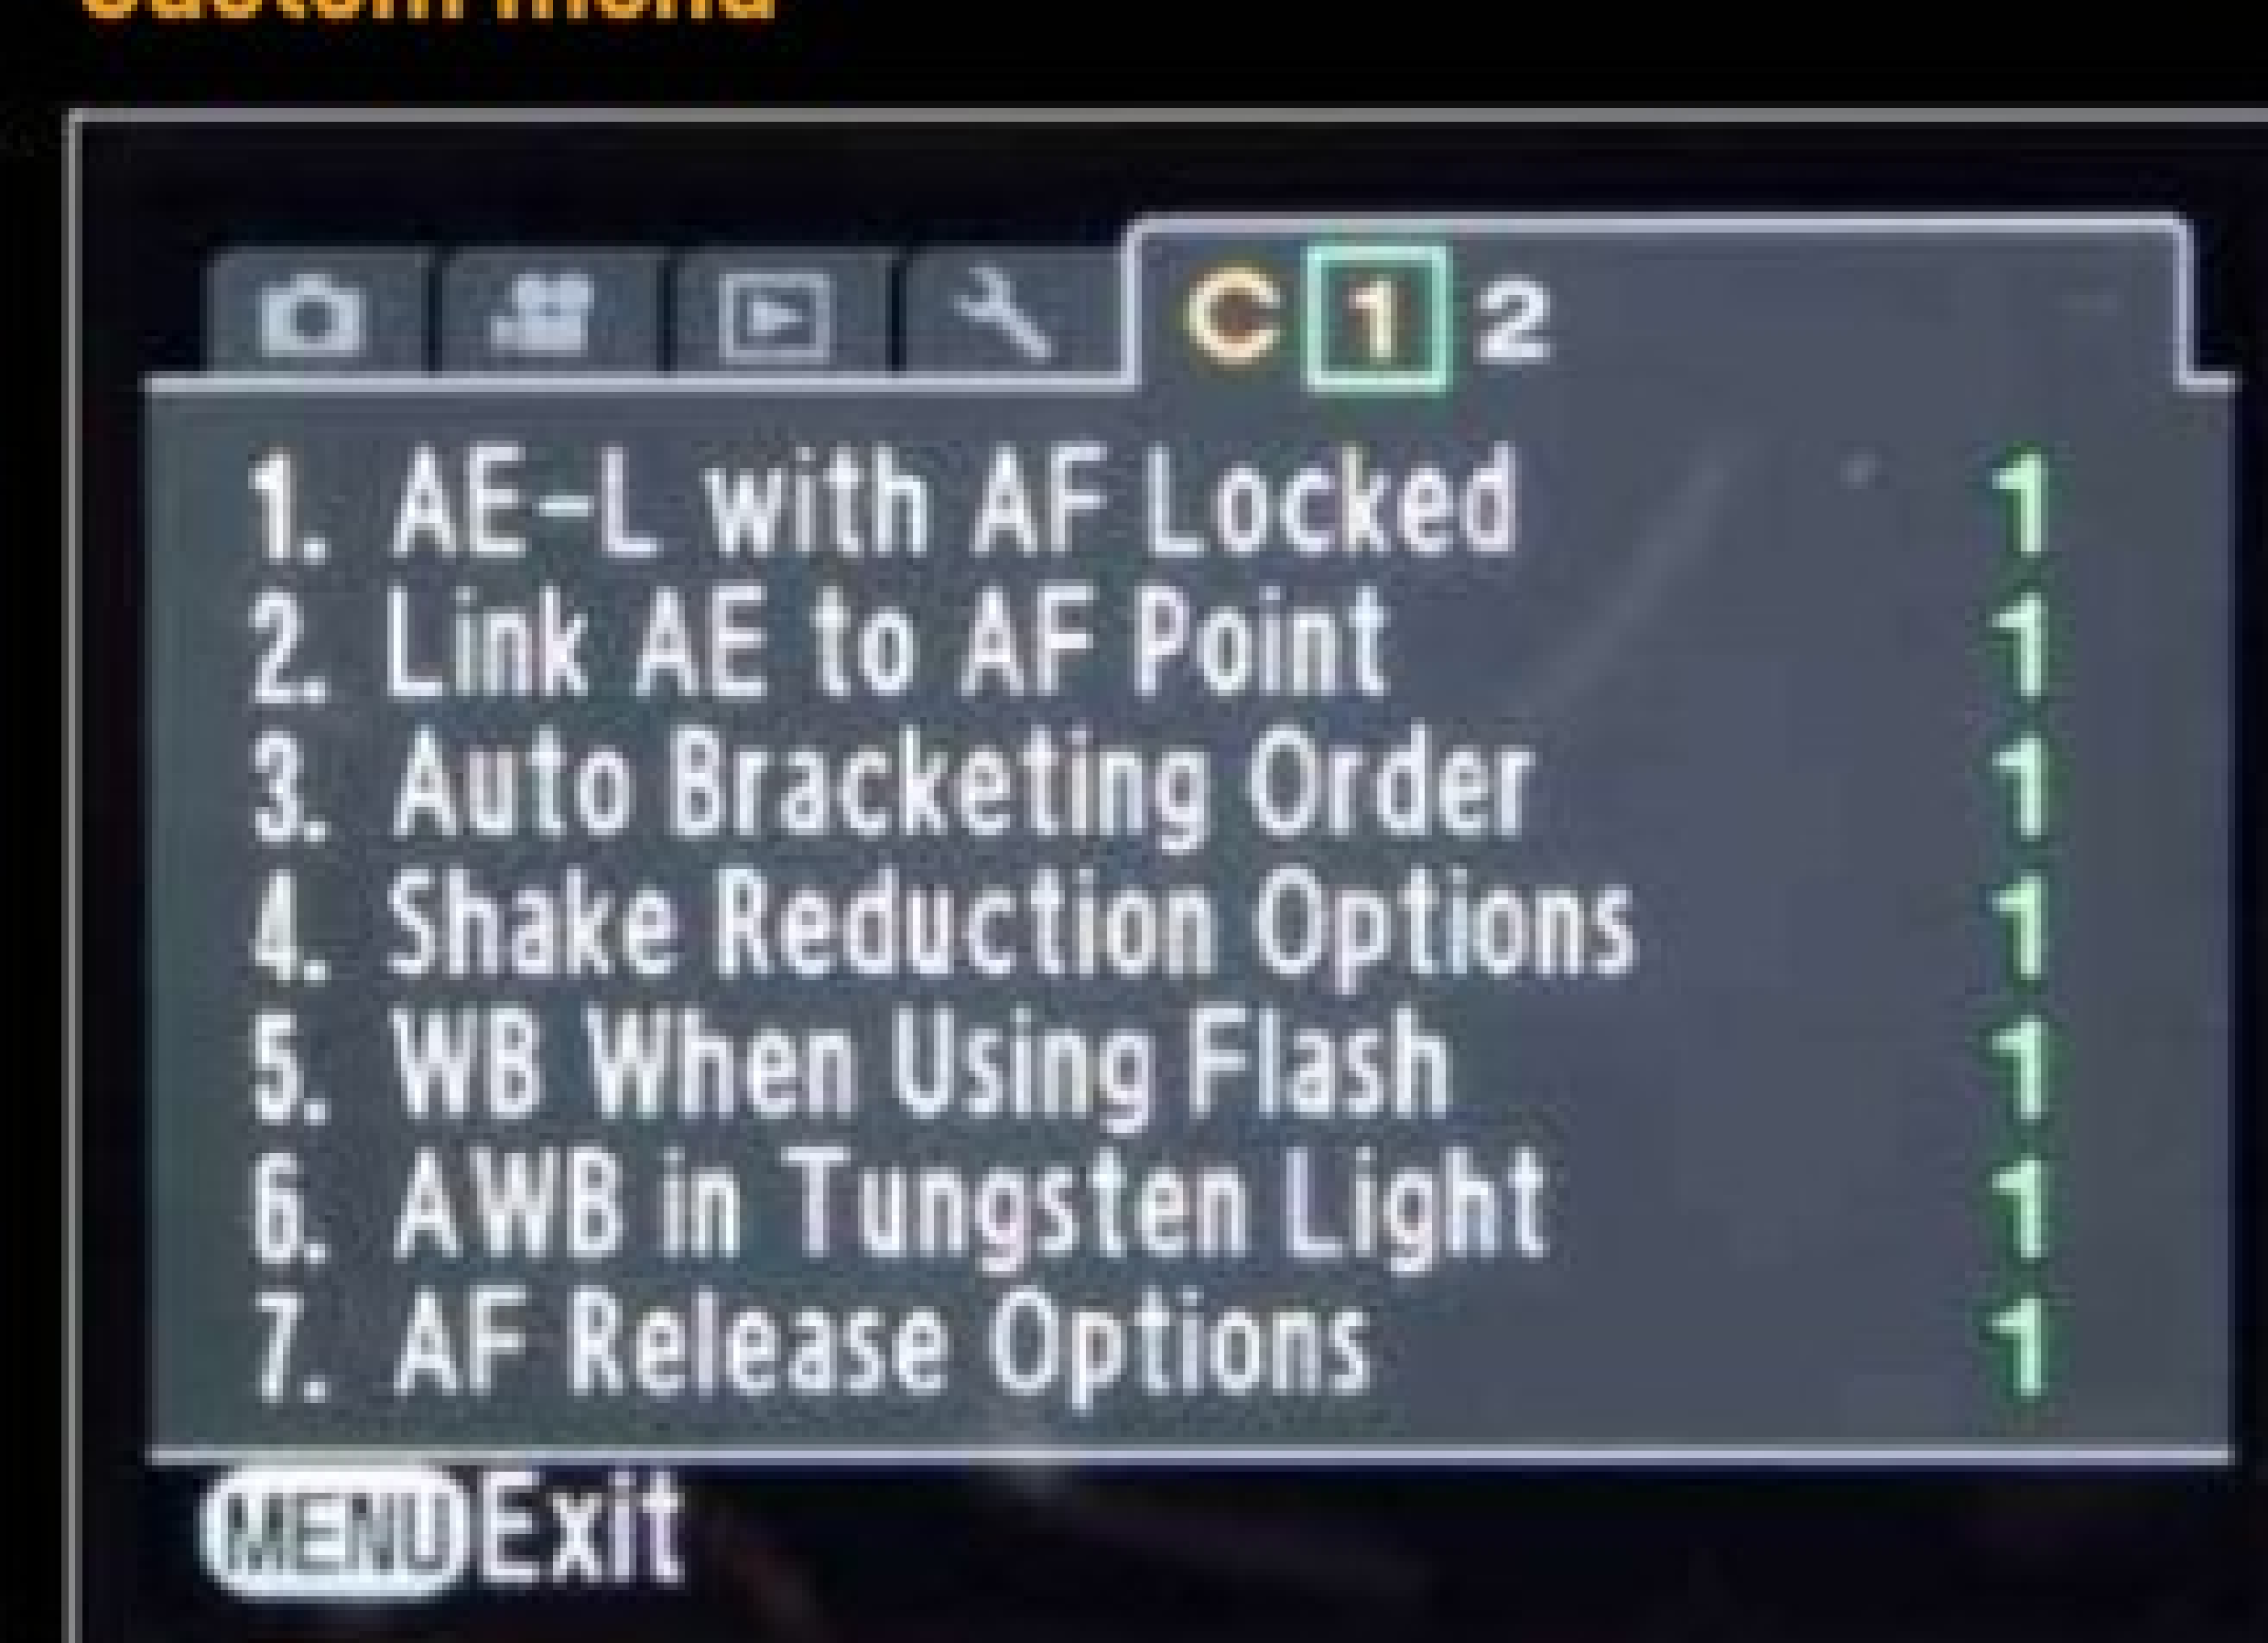 Custom menu
C 1 2
1. AE-L with AF Locked 1
2. Link AE to AF Point 1
3. Auto Bracketing Order 1
4. Shake Reduction Options 1
5. WB When Using Flash 1
6. AWB in Tungsten Light 1
7. AF Release Options 1
MENU Exit